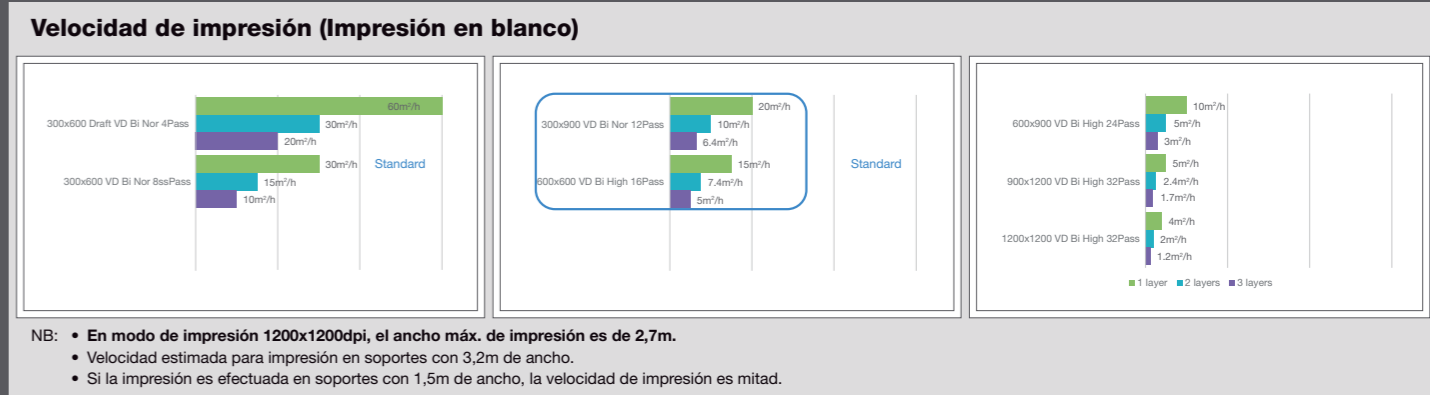 Velocidad de impresión (Impresión en blanco)
300x600 Draft VD Bi Nor 4Pass
60m²/h
30m²/h
20m²/h
300x600 VD Bi Nor 8ssPass
30m²/h
15m²/h
10m²/h
Standard
300x900 VD Bi Nor 12Pass
20m²/h
10m²/h
6.4m²/h
600x600 VD Bi High 16Pass
15m²/h
7.4m²/h
5m²/h
Standard
600x900 VD Bi High 24Pass
10m²/h
5m²/h
3m²/h
900x1200 VD Bi High 32Pass
5m²/h
2.4m²/h
1.7m²/h
1200x1200 VD Bi High 32Pass
4m²/h
2m²/h
1.2m²/h
1 layer 2 layers 3 layers
NB: • En modo de impresión 1200x1200dpi, el ancho máx. de impresión es de 2,7m.
• Velocidad estimada para impresión en soportes con 3,2m de ancho.
• Si la impresión es efectuada en soportes con 1,5m de ancho, la velocidad de impresión es mitad.